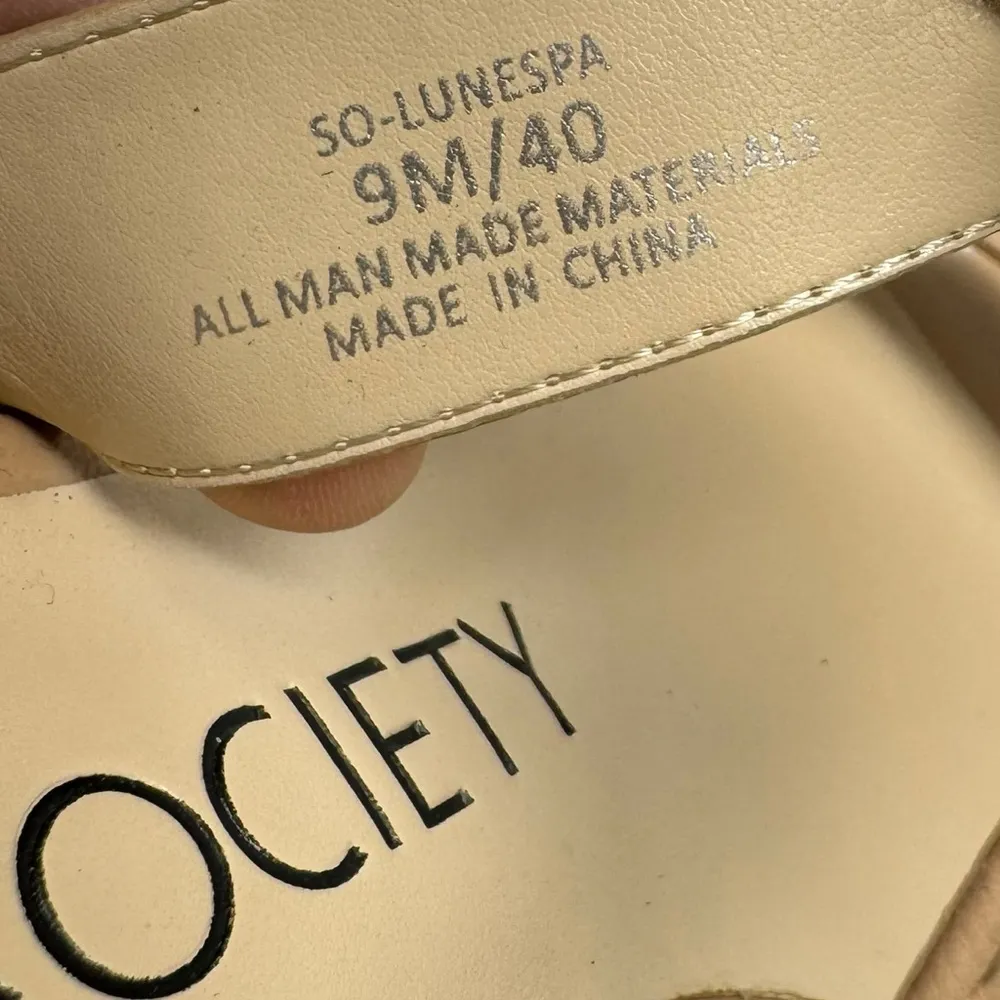 SO-LUNESPA
9M/40
ALL MAN MADE MATERIALS
MADE IN CHINA
OCIETY